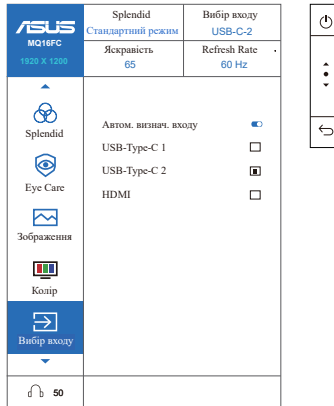 ASUS
MQ16FC
1920 X 1200
Splendid
Стандартний режим
Вибір входу
USB-C-2
Яскравість
65
Refresh Rate
60 Hz
Splendid
Eye Care
Зображення
Колір
Вибір входу
Автом. визнач. входу
USB-Type-C 1
USB-Type-C 2
HDMI
50